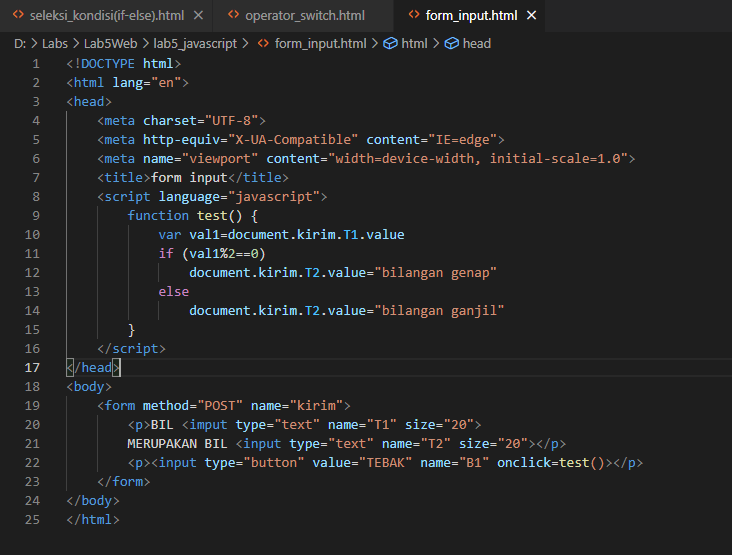 seleksi_kondisi(if-else).html operator_switch.html form_input.html
D: > Labs > Lab5Web > lab5_javascript > form_input.html > html > head
1 <!DOCTYPE html>
2 <html lang="en">
3 <head>
4 <meta charset="UTF-8">
5 <meta http-equiv="X-UA-Compatible" content="IE=edge">
6 <meta name="viewport" content="width=device-width, initial-scale=1.0">
7 <title>form input</title>
8 <script language="javascript">
9 function test() {
10 var val1=document.kirim.T1.value
11 if (val1%2==0)
12 document.kirim.T2.value="bilangan genap"
13 else
14 document.kirim.T2.value="bilangan ganjil"
15 }
16 </script>
17 </head>
18 <body>
19 <form method="POST" name="kirim">
20 <p>BIL <imput type="text" name="T1" size="20">
21 MERUPAKAN BIL <input type="text" name="T2" size="20"></p>
22 <p><input type="button" value="TEBAK" name="B1" onclick=test()></p>
23 </form>
24 </body>
25 </html>